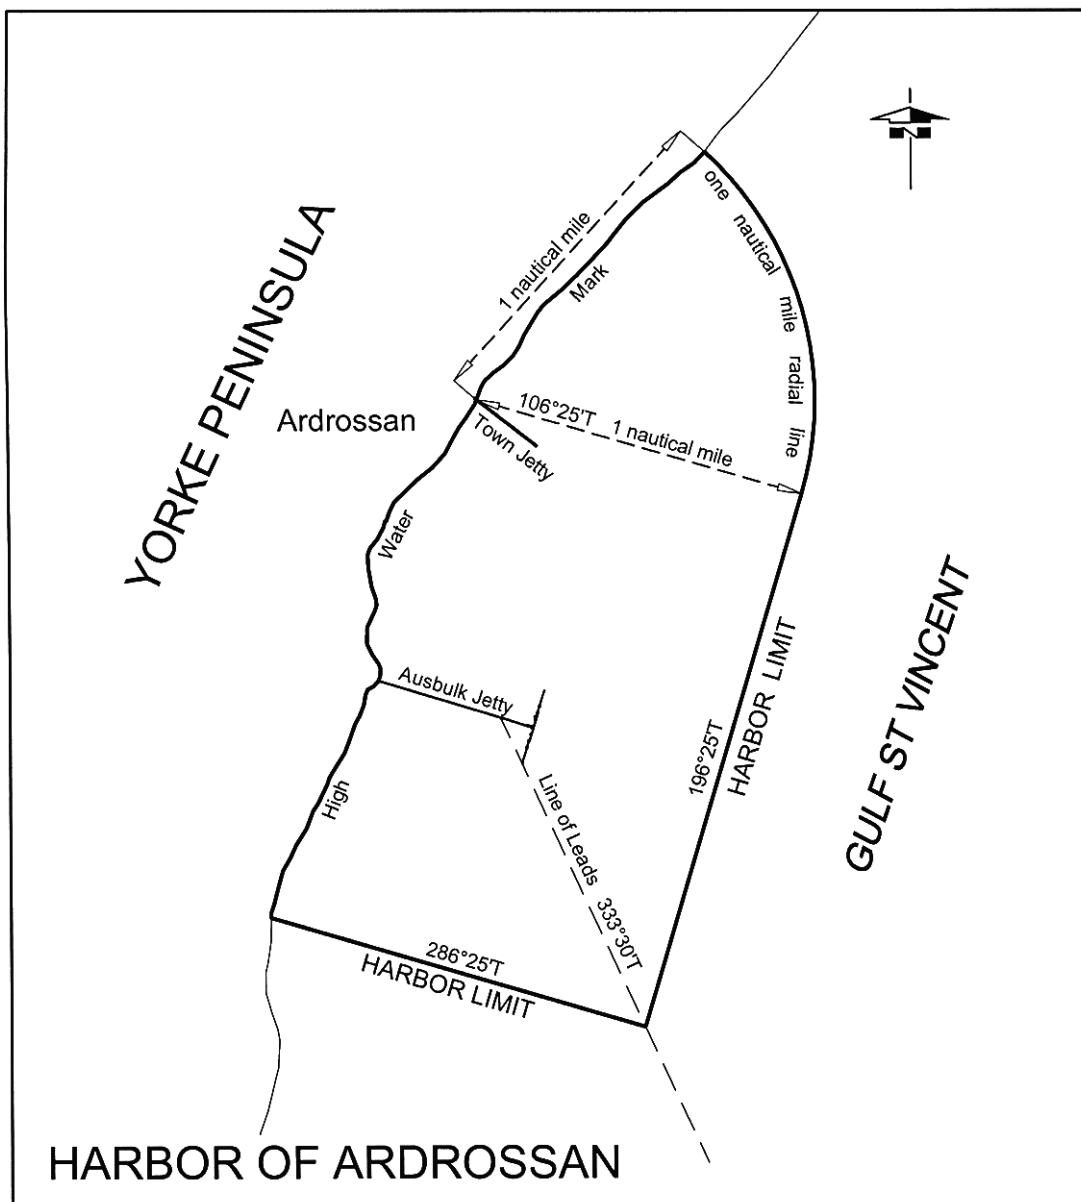 N
one nautical mile radial line
1 nautical mile
Mark
YORKE PENINSULA
Ardrossan
106°25'T 1 nautical mile
Town Jetty
Water
Ausbulk Jetty
HARBOR LIMIT
196°25'T
GULF ST VINCENT
High
Line of Leads 333°30'T
286°25'T
HARBOR LIMIT
HARBOR OF ARDROSSAN